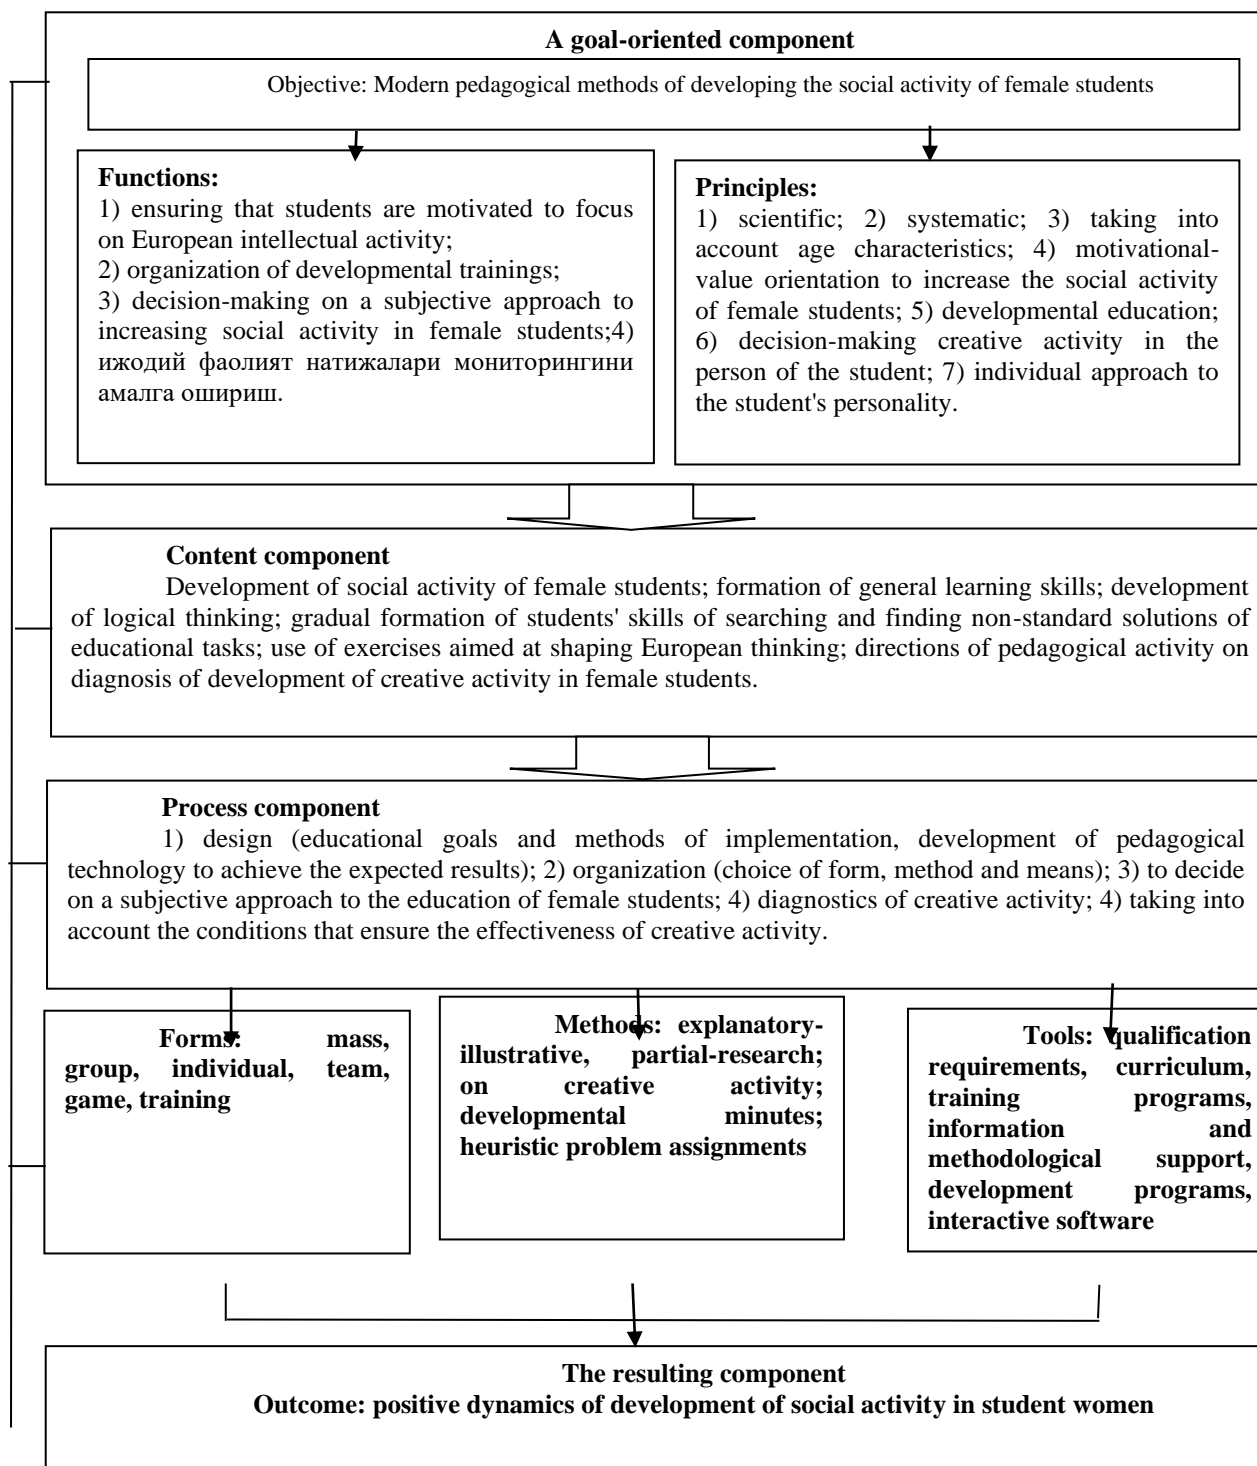 A goal-oriented component
Objective: Modern pedagogical methods of developing the social activity of female students
Functions:
1) ensuring that students are motivated to focus
on European intellectual activity;
2) organization of developmental trainings;
3) decision-making on a subjective approach to
increasing social activity in female students;4)
ижодий фаолият натижалари мониторингини
амалга ошириш.
Principles:
1) scientific; 2) systematic; 3) taking into
account age characteristics; 4) motivational-
value orientation to increase the social activity
of female students; 5) developmental education;
6) decision-making creative activity in the
person of the student; 7) individual approach to
the student's personality.
Content component
Development of social activity of female students; formation of general learning skills; development
of logical thinking; gradual formation of students' skills of searching and finding non-standard solutions of
educational tasks; use of exercises aimed at shaping European thinking; directions of pedagogical activity on
diagnosis of development of creative activity in female students.
Process component
1) design (educational goals and methods of implementation, development of pedagogical
technology to achieve the expected results); 2) organization (choice of form, method and means); 3) to decide
on a subjective approach to the education of female students; 4) diagnostics of creative activity; 4) taking into
account the conditions that ensure the effectiveness of creative activity.
Forms: mass,
group, individual, team,
game, training
Methods: explanatory-
illustrative, partial-research;
on creative activity;
developmental minutes;
heuristic problem assignments
Tools: qualification
requirements, curriculum,
training programs,
information and
methodological support,
development programs,
interactive software
The resulting component
Outcome: positive dynamics of development of social activity in student women